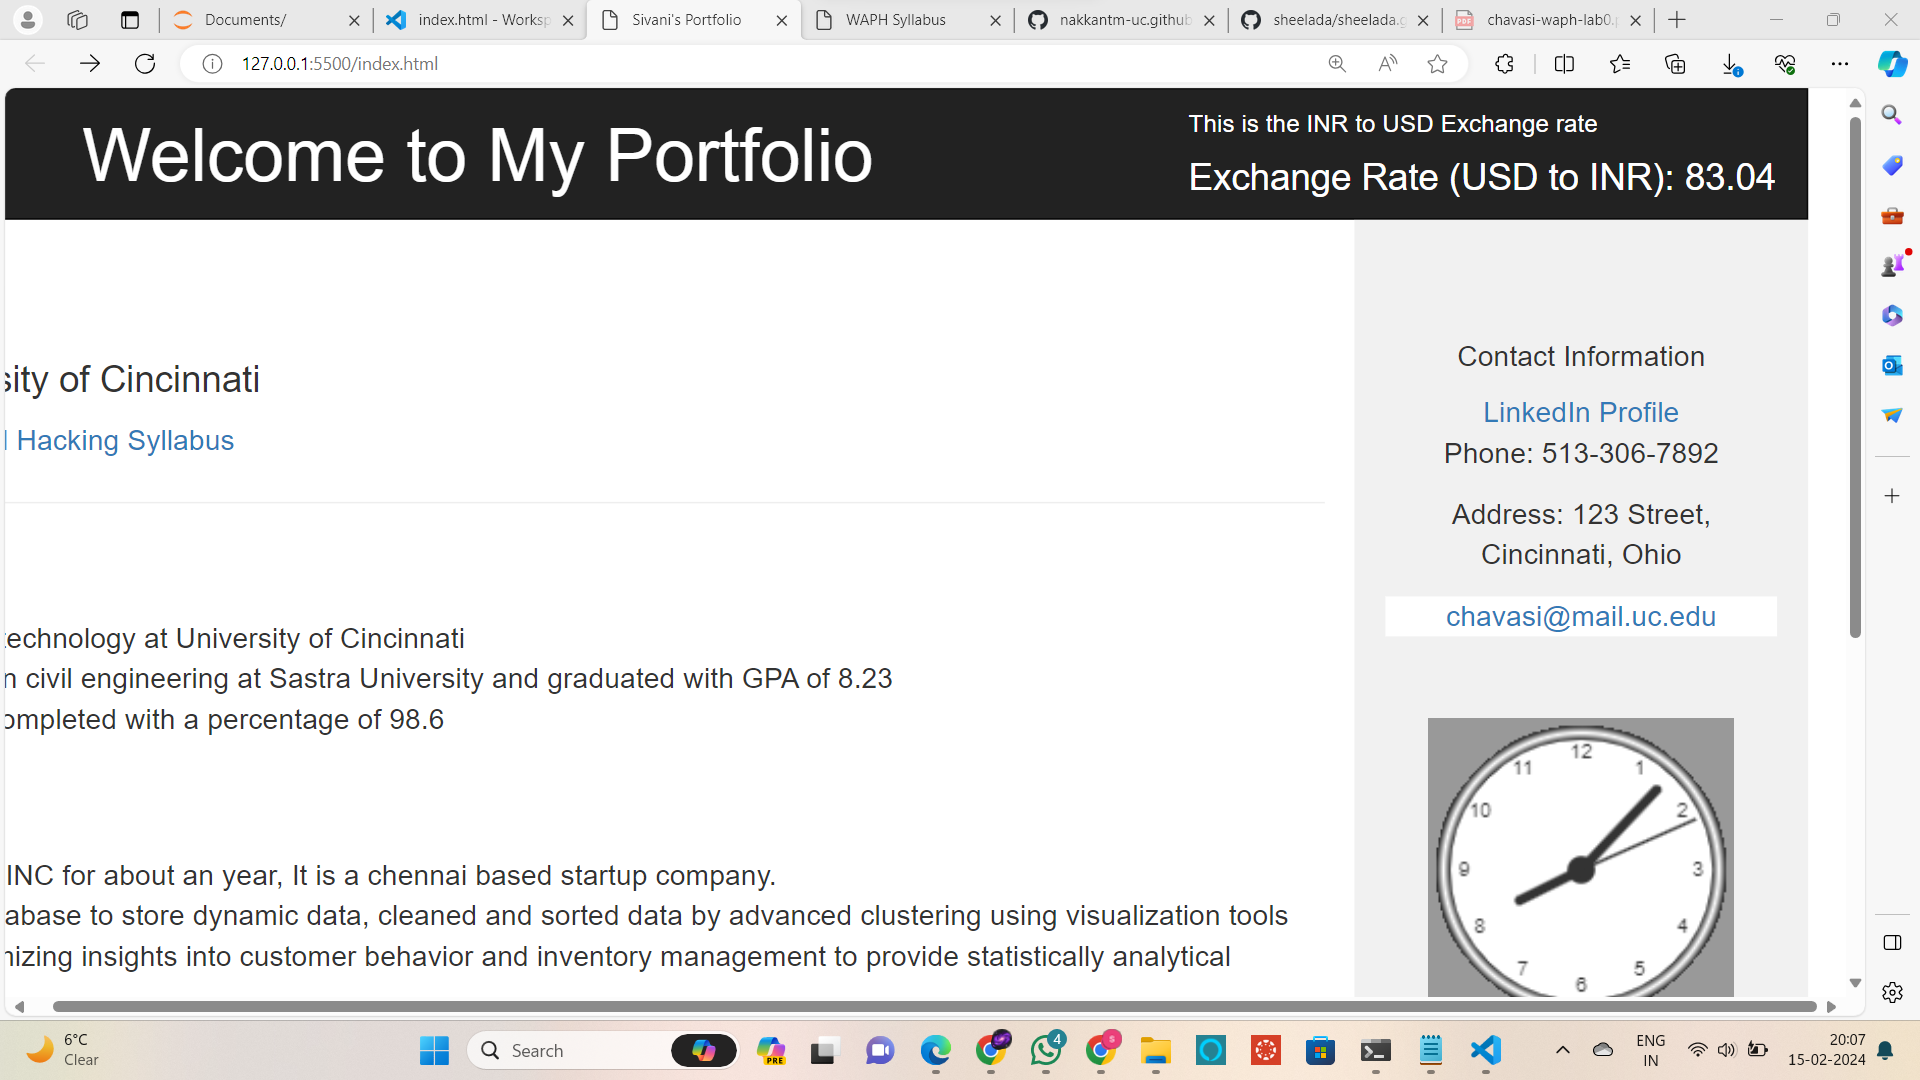 Documents/
index.html - Worksp
Sivani's Portfolio
WAPH Syllabus
nakkantm-uc.github
sheelada/sheelada.g
chavasi-waph-lab0.p
127.0.0.1:5500/index.html
Welcome to My Portfolio
This is the INR to USD Exchange rate
Exchange Rate (USD to INR): 83.04
sity of Cincinnati
l Hacking Syllabus
technology at University of Cincinnati
n civil engineering at Sastra University and graduated with GPA of 8.23
ompleted with a percentage of 98.6
INC for about an year, It is a chennai based startup company.
abase to store dynamic data, cleaned and sorted data by advanced clustering using visualization tools
nizing insights into customer behavior and inventory management to provide statistically analytical
Contact Information
LinkedIn Profile
Phone: 513-306-7892
Address: 123 Street,
Cincinnati, Ohio
chavasi@mail.uc.edu
12
11 1
10 2
9 3
8 4
7 5
6
6°C
Clear
Search
PRE
4
S
ENG
IN
20:07
15-02-2024